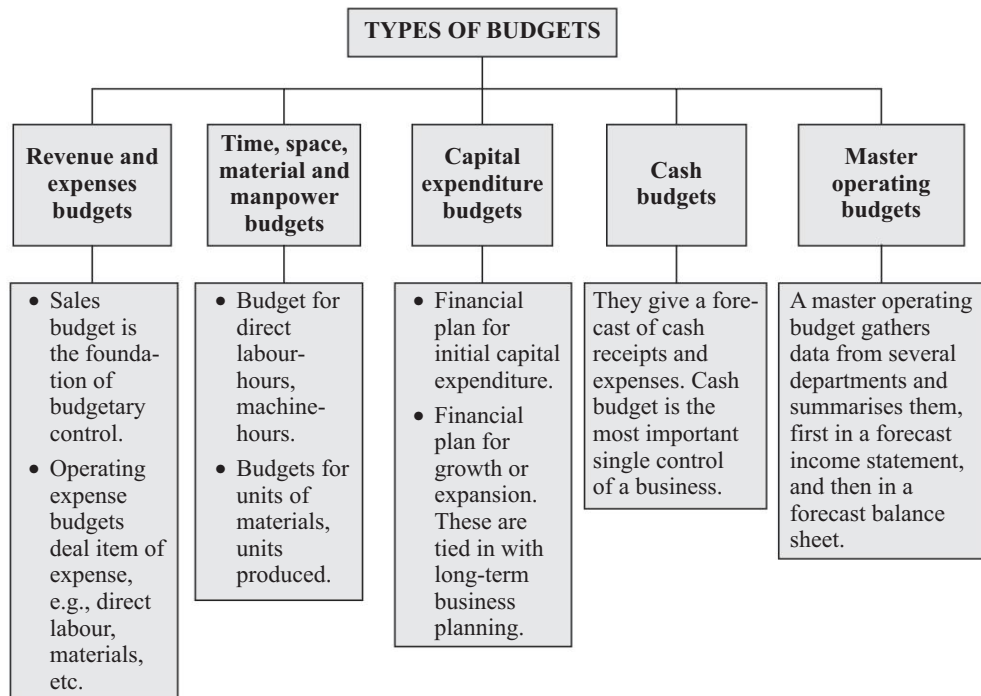 TYPES OF BUDGETS
Revenue and
expenses
budgets
Time, space,
material and
manpower
budgets
Capital
expenditure
budgets
Cash
budgets
Master
operating
budgets
• Sales
budget is
the founda-
tion of
budgetary
control.
• Operating
expense
budgets
deal item of
expense,
e.g., direct
labour,
materials,
etc.
• Budget for
direct
labour-
hours,
machine-
hours.
• Budgets for
units of
materials,
units
produced.
• Financial
plan for
initial capital
expenditure.
• Financial
plan for
growth or
expansion.
These are
tied in with
long-term
business
planning.
They give a fore-
cast of cash
receipts and
expenses. Cash
budget is the
most important
single control
of a business.
A master operating
budget gathers
data from several
departments and
summarises them,
first in a forecast
income statement,
and then in a
forecast balance
sheet.